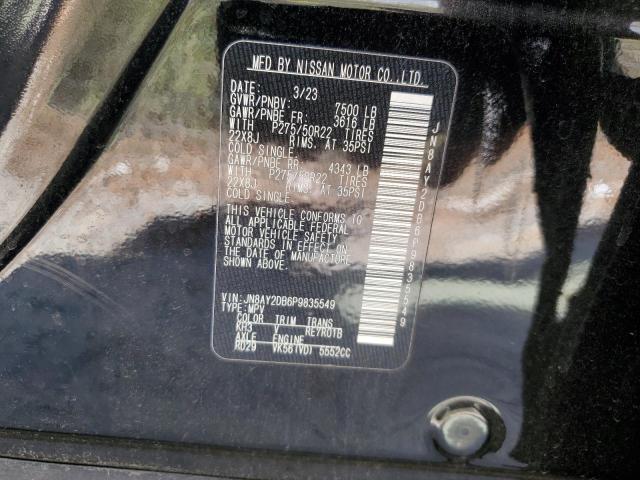 MFD BY NISSAN MOTOR CO.,LTD.
DATE: 3/23
GVWR/PNBV: 7500 LB
GAWR/PNBE FR: 3616 LB
WITH P275/50R22 TIRES
22X8J RIMS, AT 35PSI
COLD SINGLE
GAWR/PNBE RR 4343 LB
WITH P275/50R22 TIRES
22X8J RIMS, AT 35PSI
COLD SINGLE
THIS VEHICLE CONFORMS TO
ALL APPLICABLE FEDERAL
MOTOR VEHICLE SAFETY
STANDARDS IN EFFECT ON
THE DATE OF MANUFACTURE
SHOWN ABOVE.
VIN: JN8AY2DB6P9835549
TYPE: MPV
COLOR TRIM TRANS
KH3 V RE7R01B
AXLE ENGINE
RD29 VK56(VD) 5552CC
JN8AY2DB6P9835549